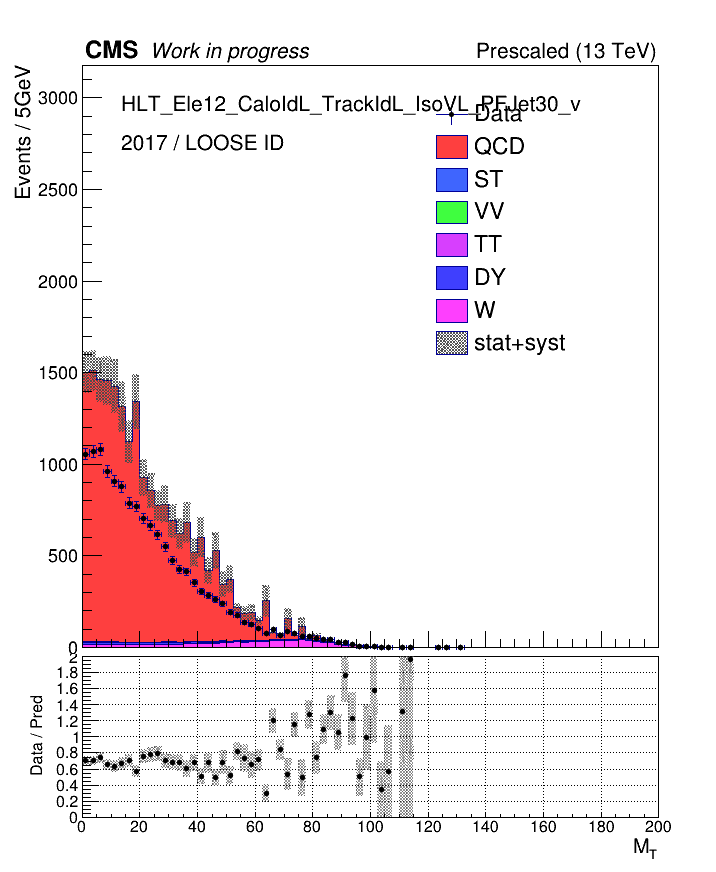 CMS Work in progress Prescaled (13 TeV)
Events / 5GeV
3000
2500
2000
1500
1000
500
0
HLT_Ele12_CaloIdL_TrackIdL_IsoVL_PFJet30_v
2017 / LOOSE ID
Data
QCD
ST
VV
TT
DY
W
stat+syst
Data / Pred
2
1.8
1.6
1.4
1.2
1
0.8
0.6
0.4
0.2
0
0 20 40 60 80 100 120 140 160 180 200
M_T